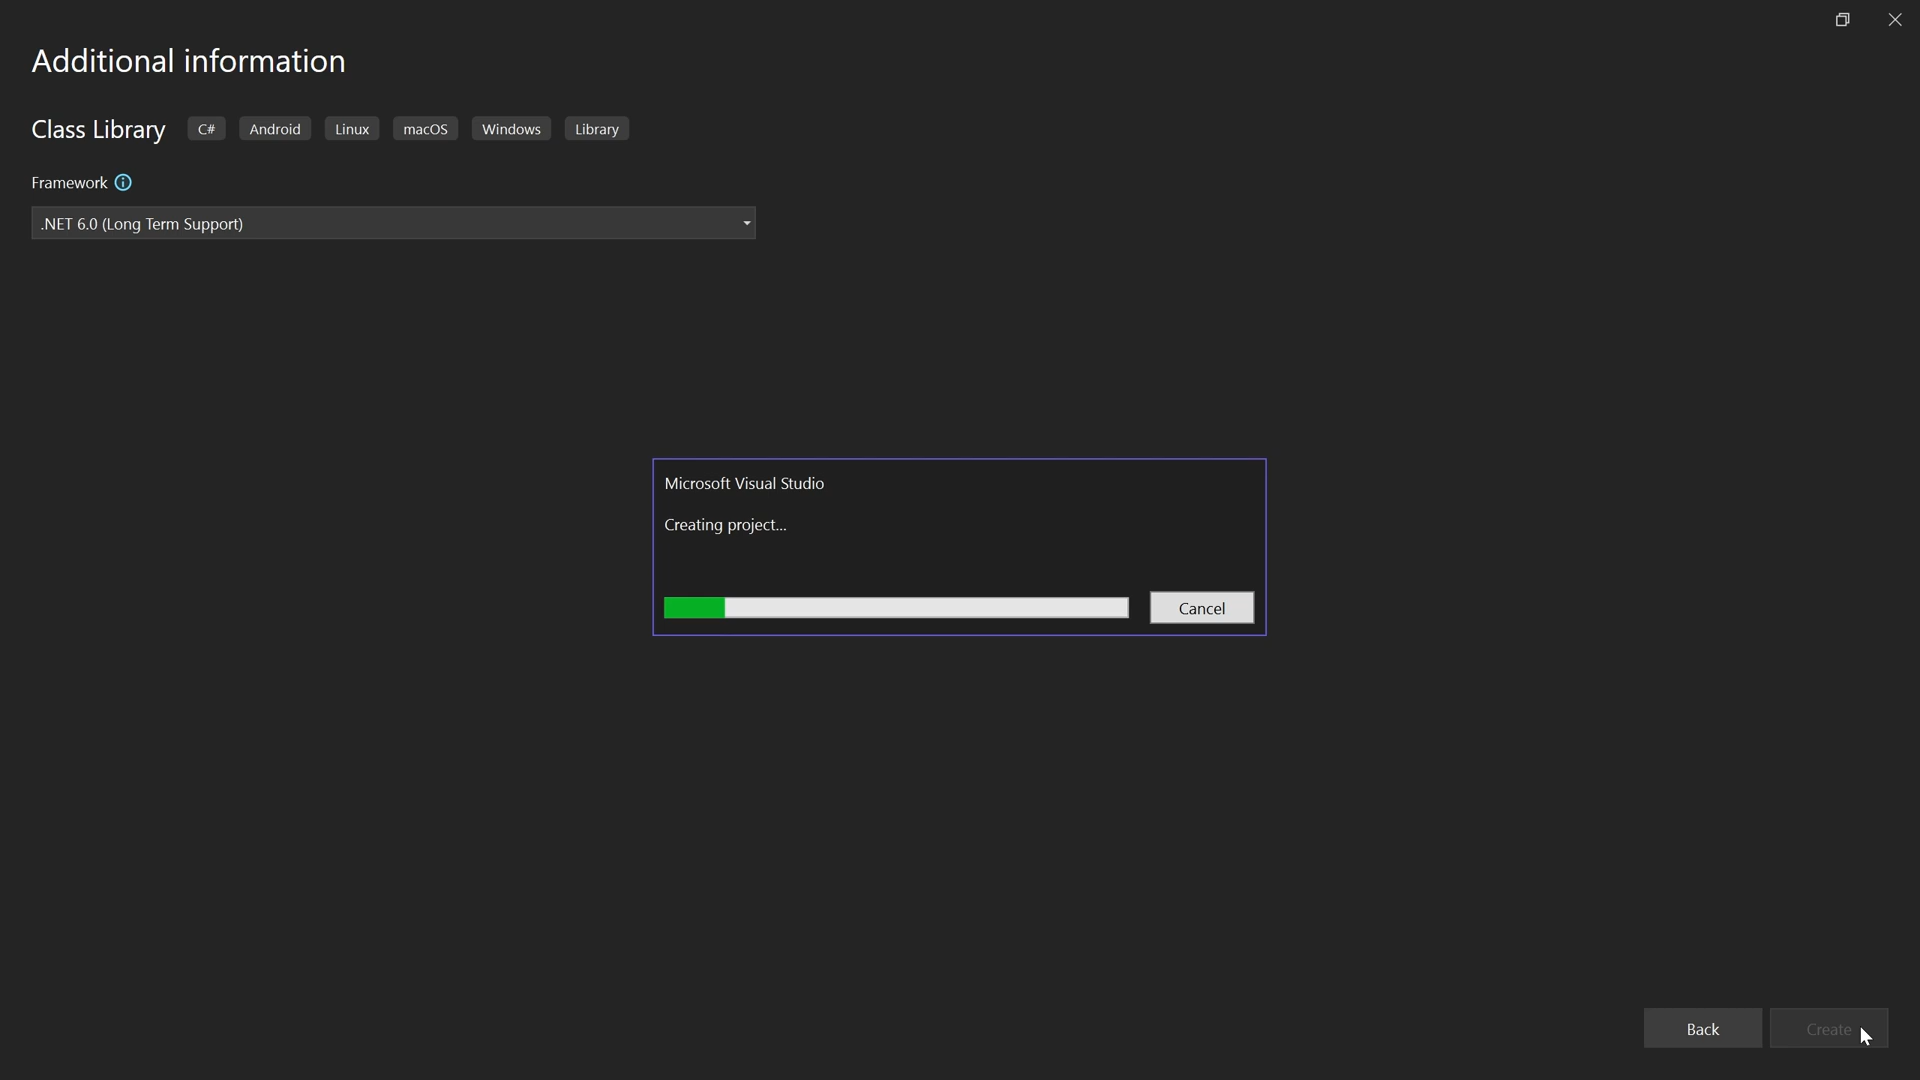 Additional information
Class Library C# Android Linux macOS Windows Library
Framework
.NET 6.0 (Long Term Support)
Microsoft Visual Studio
Creating project...
Cancel
Back Create